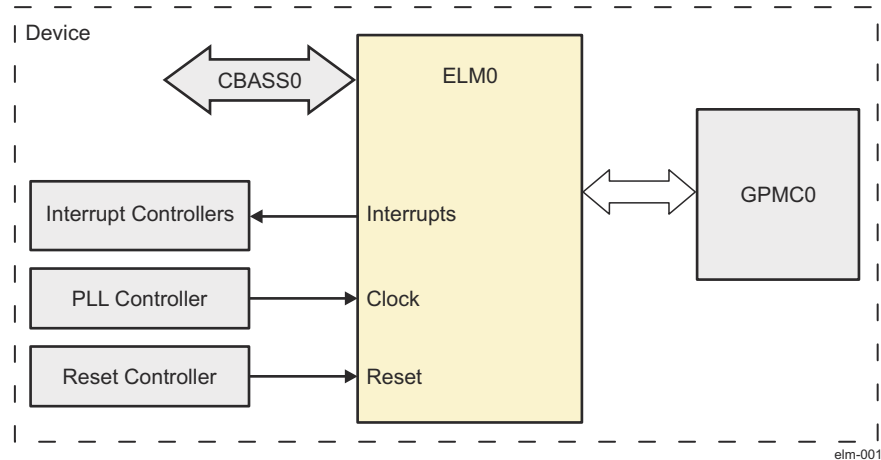 Device
CBASS0
ELM0
GPMC0
Interrupt Controllers
Interrupts
PLL Controller
Clock
Reset Controller
Reset
elm-001